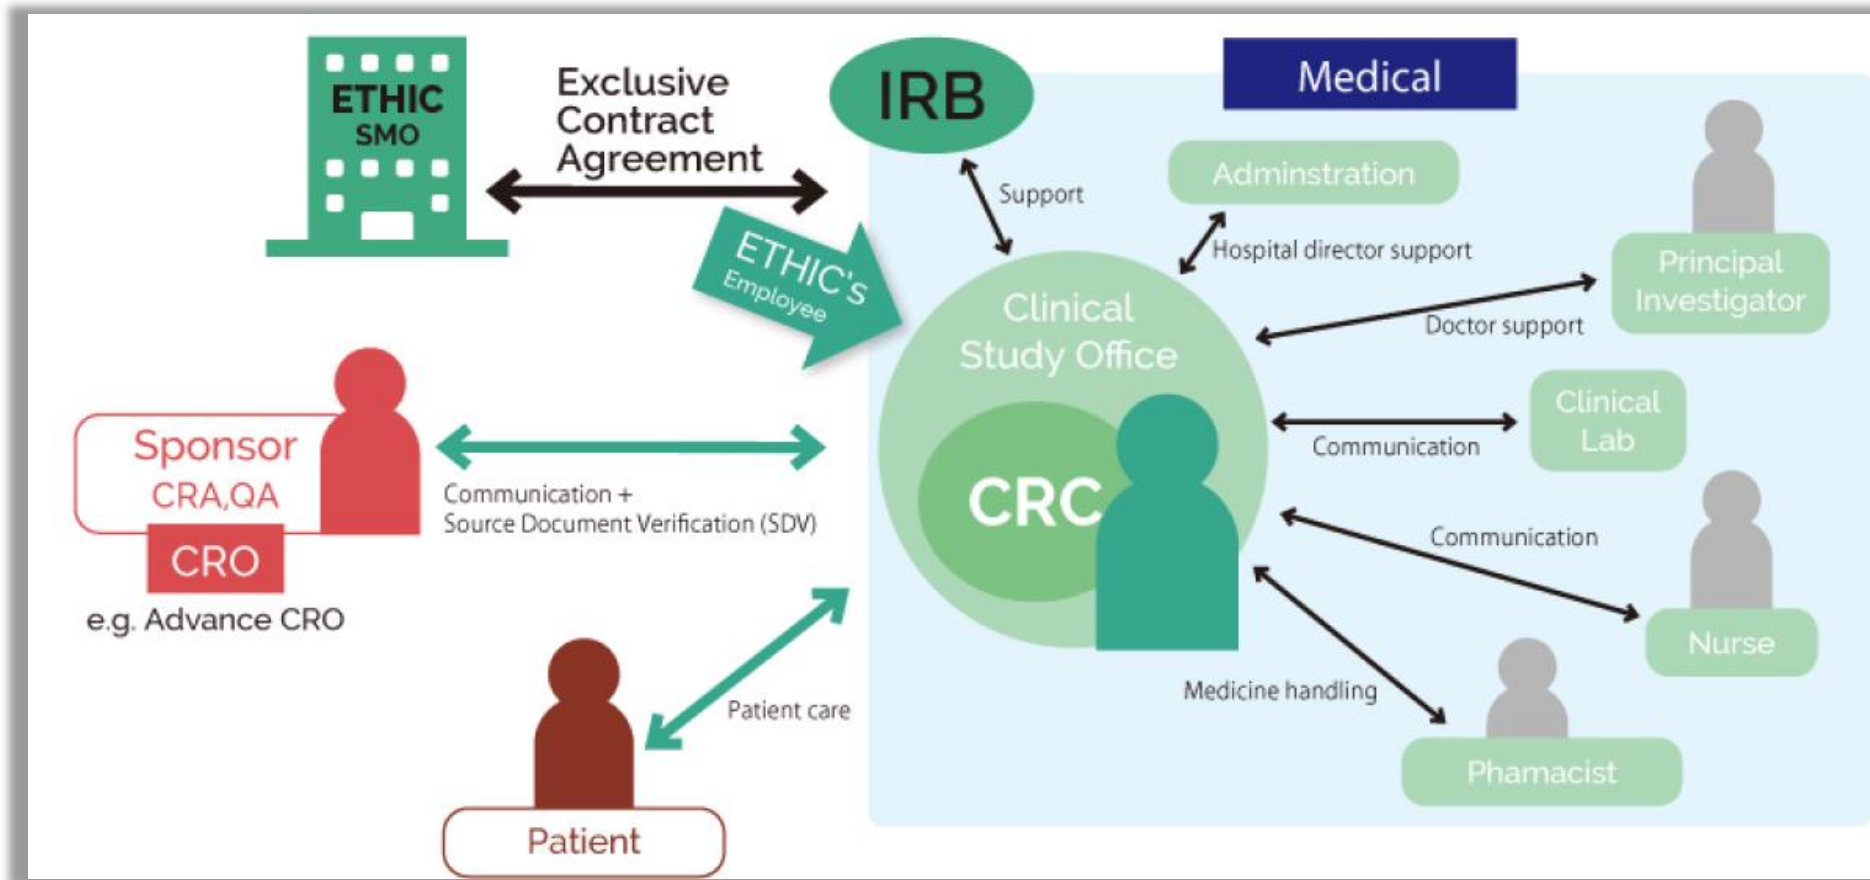 ETHIC
SMO
Exclusive
Contract
Agreement
IRB
Medical
Support
Adminstration
Hospital director support
ETHIC's
Employee
Principal
Investigator
Doctor support
Clinical
Study Office
CRC
Clinical
Lab
Communication
Sponsor
CRA,QA
CRO
e.g. Advance CRO
Communication +
Source Document Verification (SDV)
Communication
Nurse
Patient care
Medicine handling
Phamacist
Patient